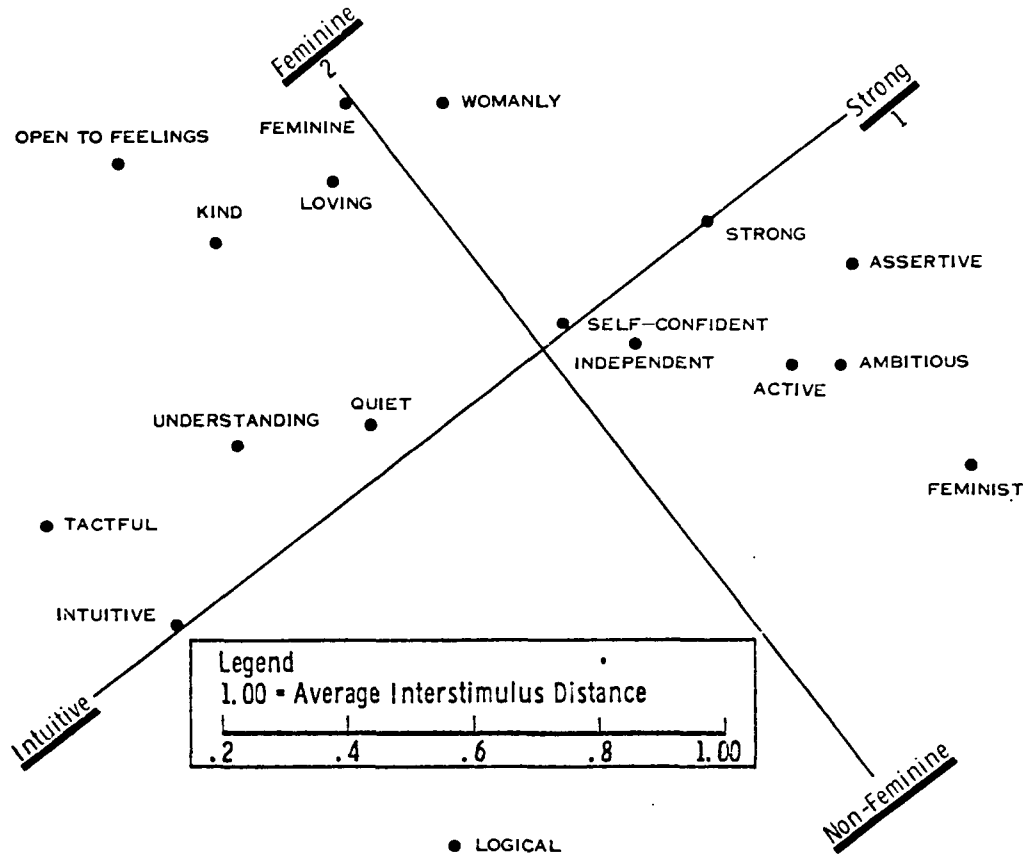 Feminine
2
Strong
1
WOMANLY
FEMININE
OPEN TO FEELINGS
LOVING
KIND
STRONG
ASSERTIVE
SELF-CONFIDENT
INDEPENDENT
AMBITIOUS
ACTIVE
QUIET
UNDERSTANDING
FEMINIST
TACTFUL
INTUITIVE
Legend
1.00 = Average Interstimulus Distance
.2 .4 .6 .8 1.00
Intuitive
Non-Feminine
LOGICAL